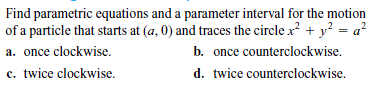 Find parametric equations and a parameter interval for the motion
of a particle that starts at (a, 0) and traces the circle x² + y² = a²
a. once clockwise. b. once counterclockwise.
c. twice clockwise. d. twice counterclockwise.